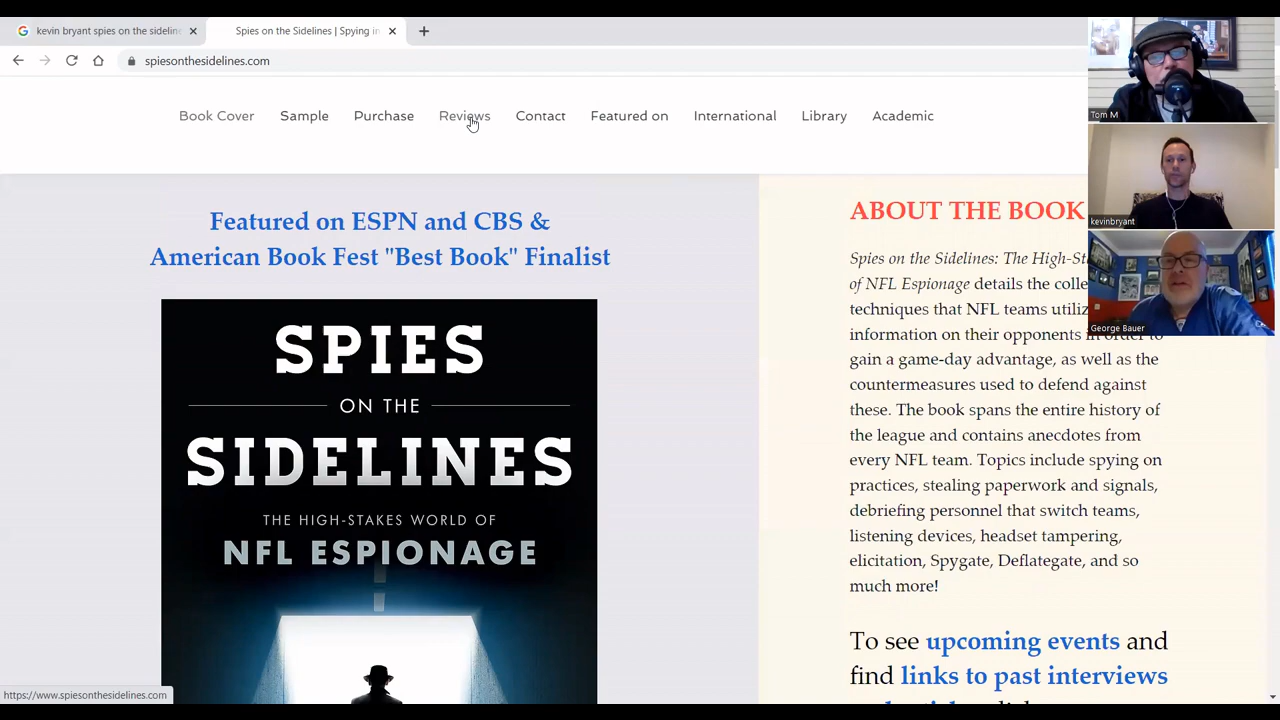 kevin bryant spies on the sideline
Spies on the Sidelines | Spying in
spiesonthesidelines.com
Book Cover Sample Purchase Reviews Contact Featured on International Library Academic
Featured on ESPN and CBS &
American Book Fest "Best Book" Finalist
SPIES
ON THE
SIDELINES
THE HIGH-STAKES WORLD OF
NFL ESPIONAGE
ABOUT THE BOOK
Spies on the Sidelines: The High-
of NFL Espionage details the
techniques that NFL teams
information on their opponents in order to
gain a game-day advantage, as well as the
countermeasures used to defend against
these. The book spans the entire history of
the league and contains anecdotes from
every NFL team. Topics include spying on
practices, stealing paperwork and signals,
debriefing personnel that switch teams,
listening devices, headset tampering,
elicitation, Spygate, Deflategate, and so
much more!
To see upcoming events and
find links to past interviews
Tom M
kevinbryant
George Bauer
https://www.spiesonthesidelines.com